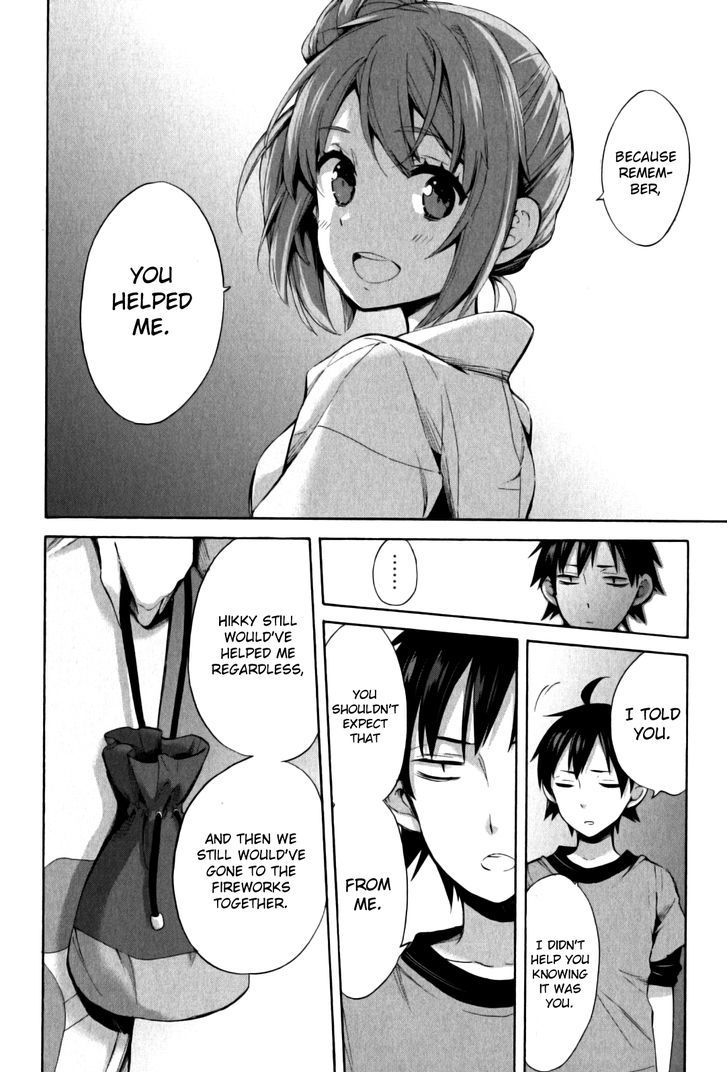 BECAUSE
REMEM-
BER,
YOU
HELPED
ME.
......
I TOLD
YOU.
I DIDN'T
HELP YOU
KNOWING
IT WAS
YOU.
YOU
SHOULDN'T
EXPECT
THAT
FROM
ME.
HIKKY STILL
WOULD'VE
HELPED ME
REGARDLESS,
AND THEN WE
STILL WOULD'VE
GONE TO THE
FIREWORKS
TOGETHER.